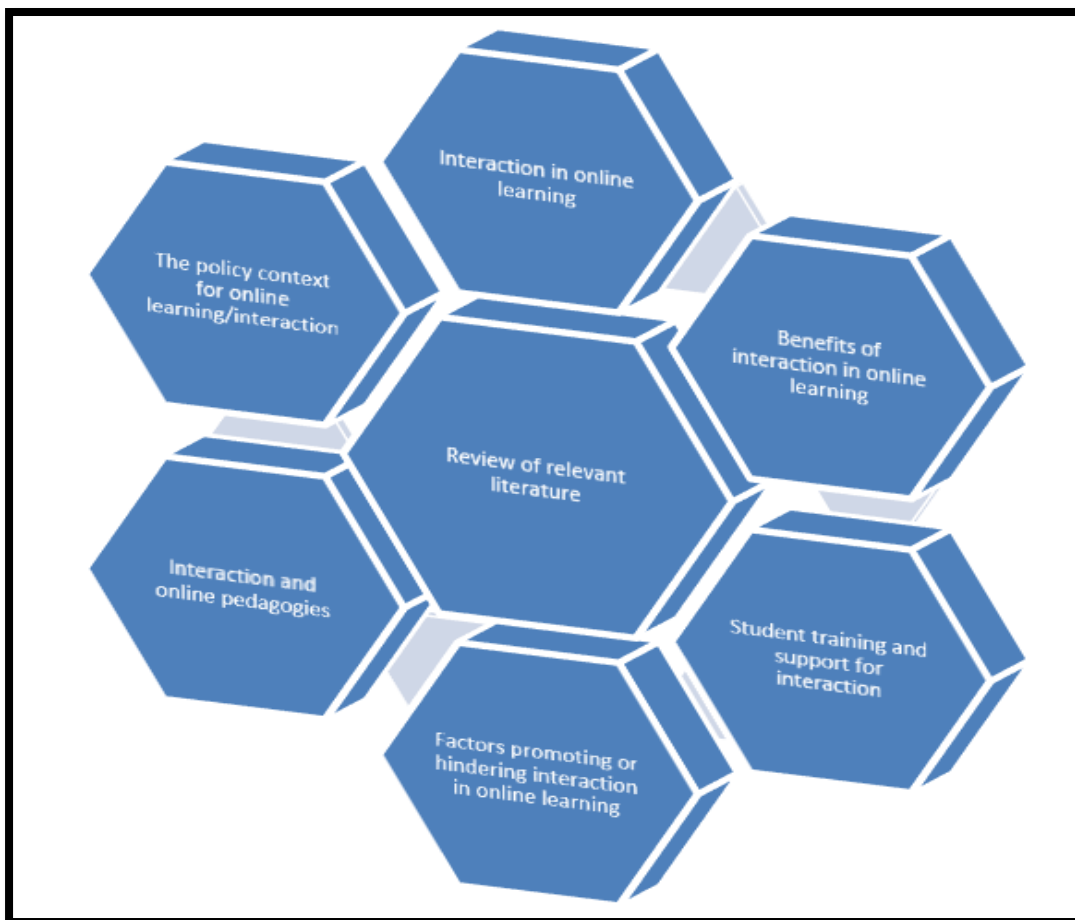 Interaction in online
learning
The policy context
for online
learning/interaction
Benefits of
interaction in online
learning
Review of relevant
literature
Interaction and
online pedagogies
Student training and
support for
interaction
Factors promoting or
hindering interaction
in online learning